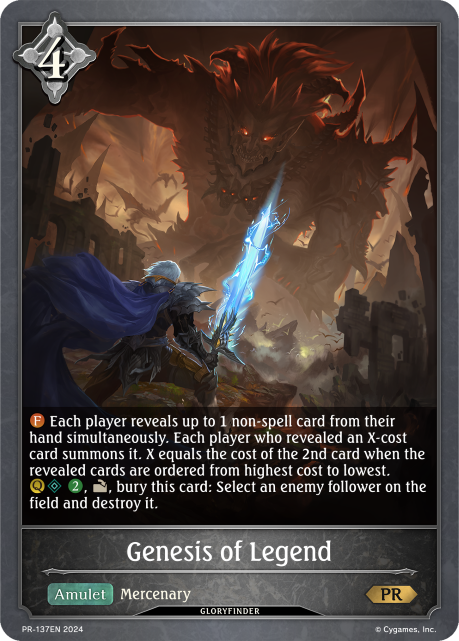 4
F Each player reveals up to 1 non-spell card from their
hand simultaneously. Each player who revealed an X-cost
card summons it. X equals the cost of the 2nd card when the
revealed cards are ordered from highest cost to lowest.
Q 2, , bury this card: Select an enemy follower on the
field and destroy it.
Genesis of Legend
Amulet Mercenary PR
GLORYFINDER
PR-137EN 2024 © Cygames, Inc.